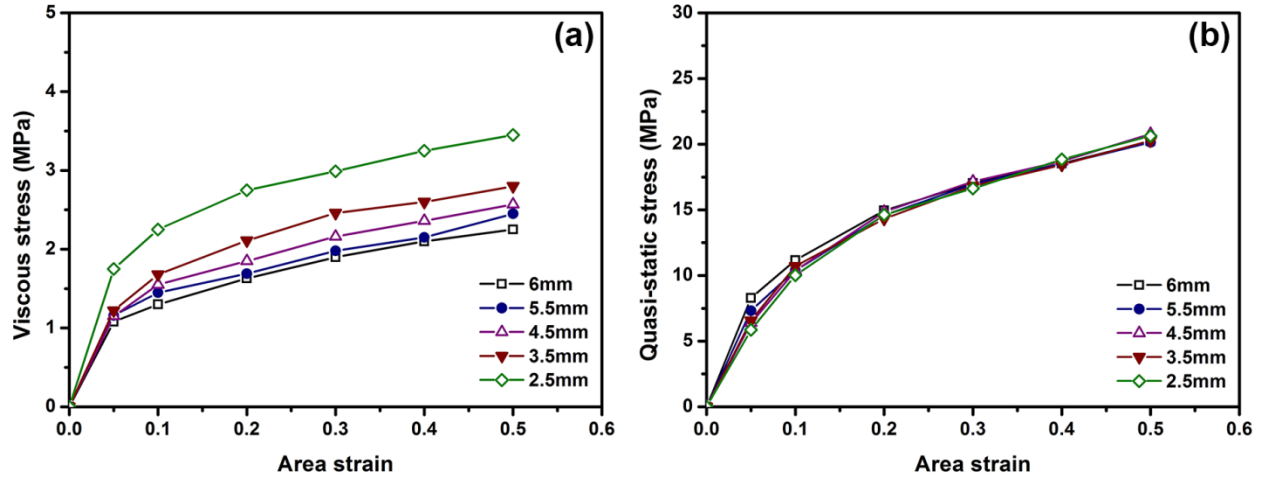 (a)
Viscous stress (MPa)
5
4
3
2
1
0
0.0 0.1 0.2 0.3 0.4 0.5 0.6
Area strain
6mm
5.5mm
4.5mm
3.5mm
2.5mm
(b)
Quasi-static stress (MPa)
30
25
20
15
10
5
0
0.0 0.1 0.2 0.3 0.4 0.5 0.6
Area strain
6mm
5.5mm
4.5mm
3.5mm
2.5mm